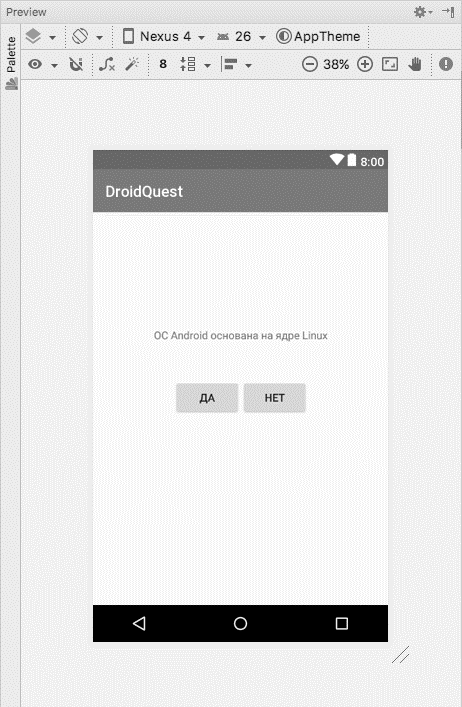 Preview
Palette
Nexus 4 26 AppTheme
8 38%
8:00
DroidQuest
ОС Android основана на ядре Linux
ДА НЕТ